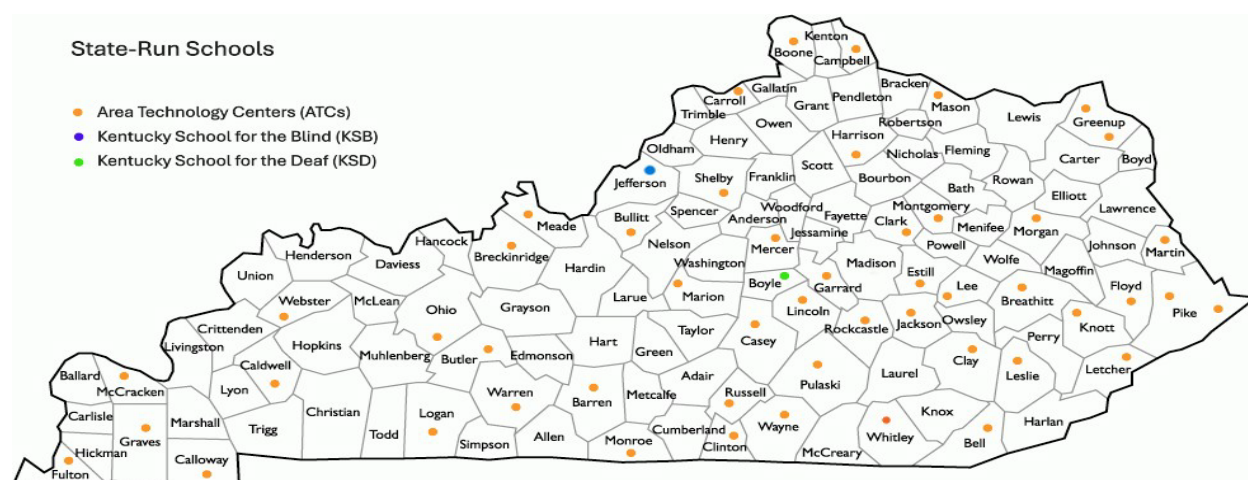 State-Run Schools
Area Technology Centers (ATCs)
Kentucky School for the Blind (KSB)
Kentucky School for the Deaf (KSD)
Kenton
Boone
Campbell
Gallatin
Bracken
Carroll
Pendleton
Grant
Mason
Trimble
Owen
Robertson
Lewis
Greenup
Henry
Harrison
Oldham
Nicholas
Fleming
Carter
Boyd
Scott
Shelby
Franklin
Bourbon
Rowan
Jefferson
Bath
Elliott
Woodford
Montgomery
Lawrence
Spencer
Anderson
Fayette
Clark
Bullitt
Meade
Menifee
Morgan
Jessamine
Hancock
Nelson
Mercer
Powell
Johnson
Martin
Henderson
Breckinridge
Daviess
Washington
Madison
Wolfe
Hardin
Magoffin
Union
Estill
Boyle
Garrard
Lee
Floyd
Webster
McLean
Larue
Marion
Breathitt
Ohio
Grayson
Lincoln
Pike
Owsley
Jackson
Crittenden
Rockcastle
Knott
Taylor
Perry
Livingston
Hopkins
Hart
Casey
Muhlenberg
Butler
Edmonson
Green
Clay
Caldwell
Letcher
Ballard
Adair
Laurel
Leslie
McCracken
Lyon
Pulaski
Warren
Metcalfe
Russell
Barren
Christian
Logan
Knox
Carlisle
Marshall
Trigg
Wayne
Harlan
Cumberland
Todd
Allen
Whitley
Graves
Monroe
Simpson
Bell
Clinton
Hickman
McCreary
Calloway
Fulton